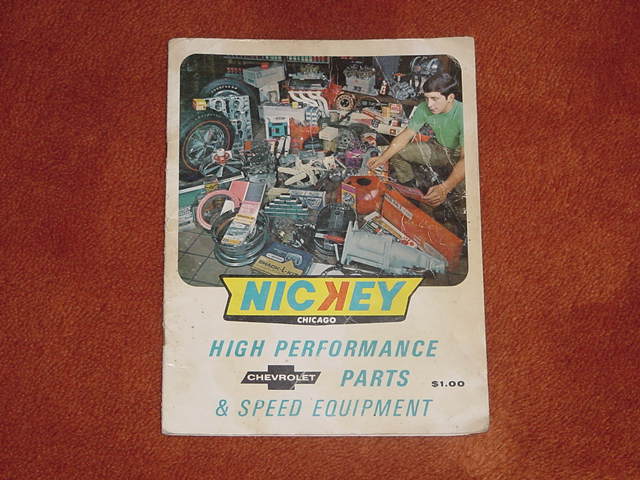 NICKEY
CHICAGO
HIGH PERFORMANCE
CHEVROLET PARTS $1.00
& SPEED EQUIPMENT